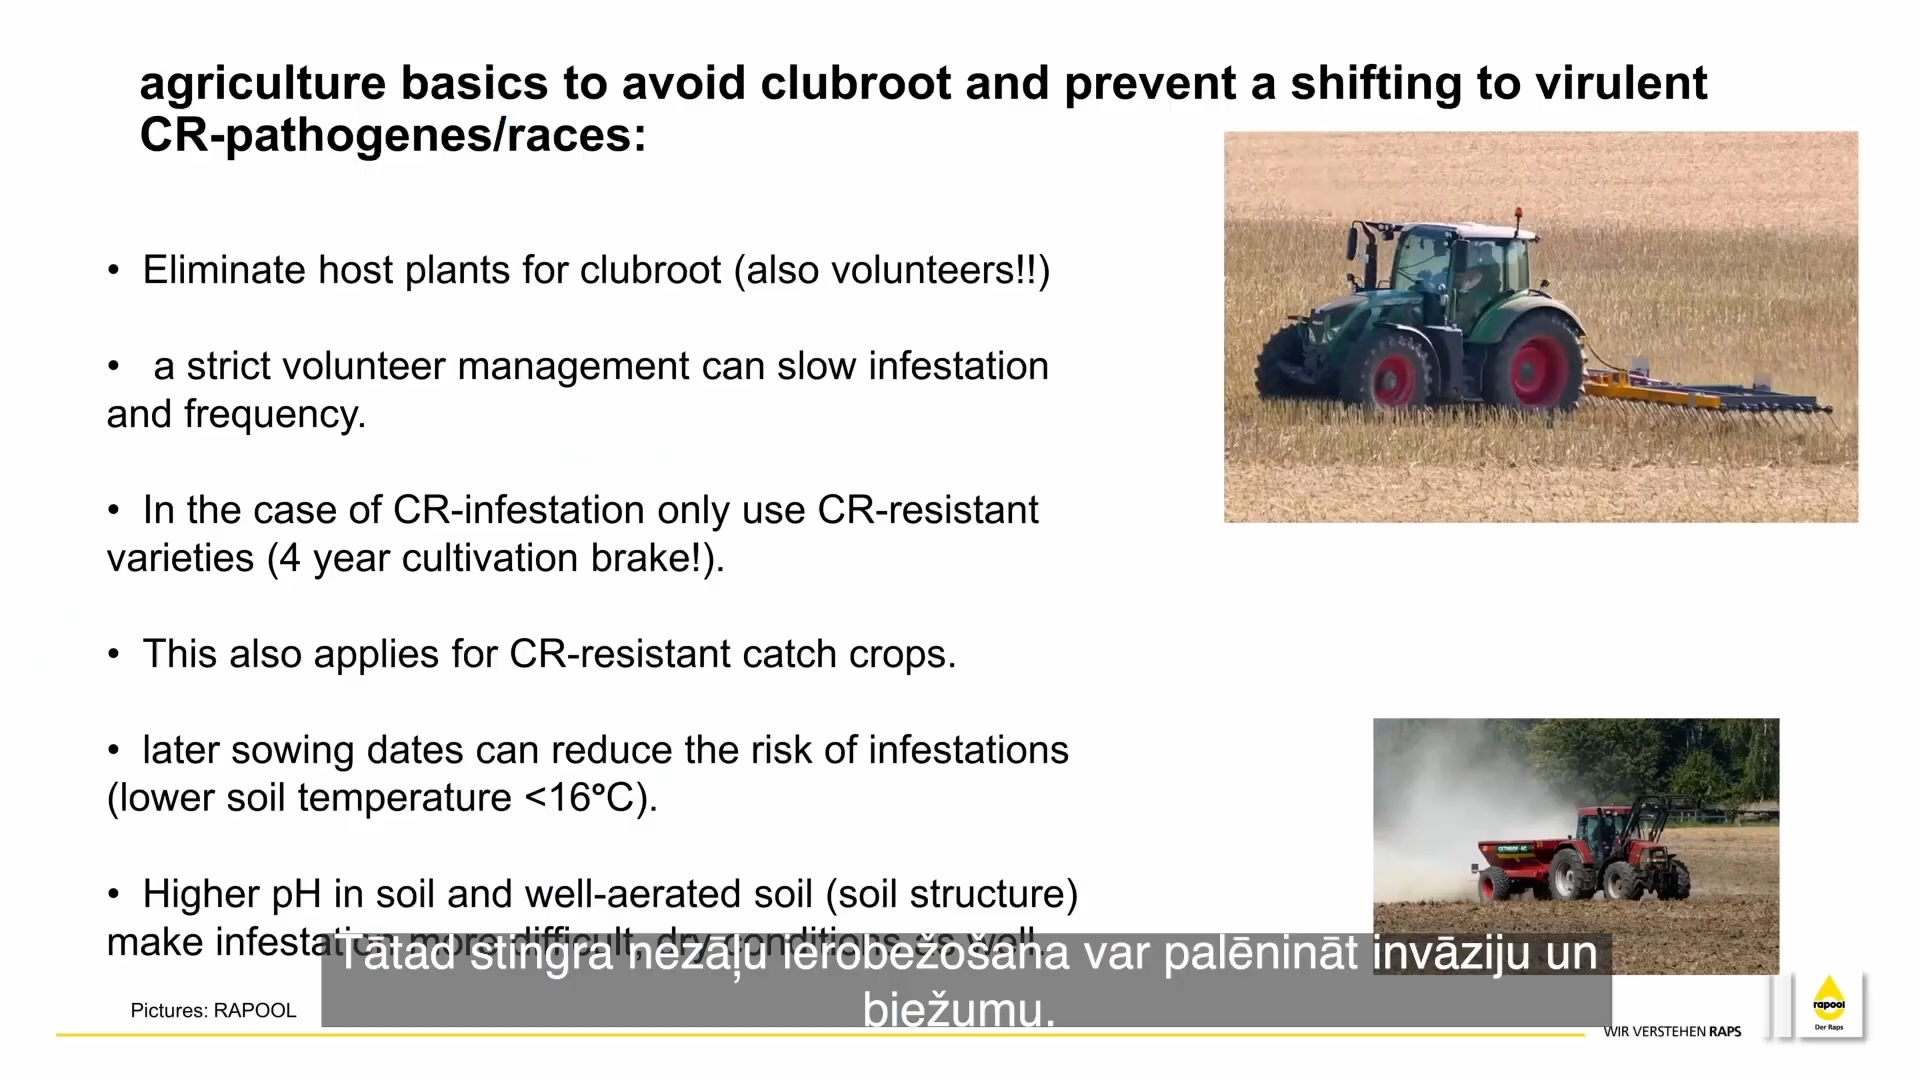 agriculture basics to avoid clubroot and prevent a shifting to virulent
CR-pathogenes/races:
• Eliminate host plants for clubroot (also volunteers!!)
• a strict volunteer management can slow infestation
and frequency.
• In the case of CR-infestation only use CR-resistant
varieties (4 year cultivation brake!).
• This also applies for CR-resistant catch crops.
• later sowing dates can reduce the risk of infestations
(lower soil temperature <16°C).
• Higher pH in soil and well-aerated soil (soil structure)
make infestation more difficult, dry conditions as well.
Tātad stingra nezāļu ierobežošana var palēnināt invāziju un
biežumu.
Pictures: RAPOOL
WIR VERSTEHEN RAPS
rapool
Der Raps